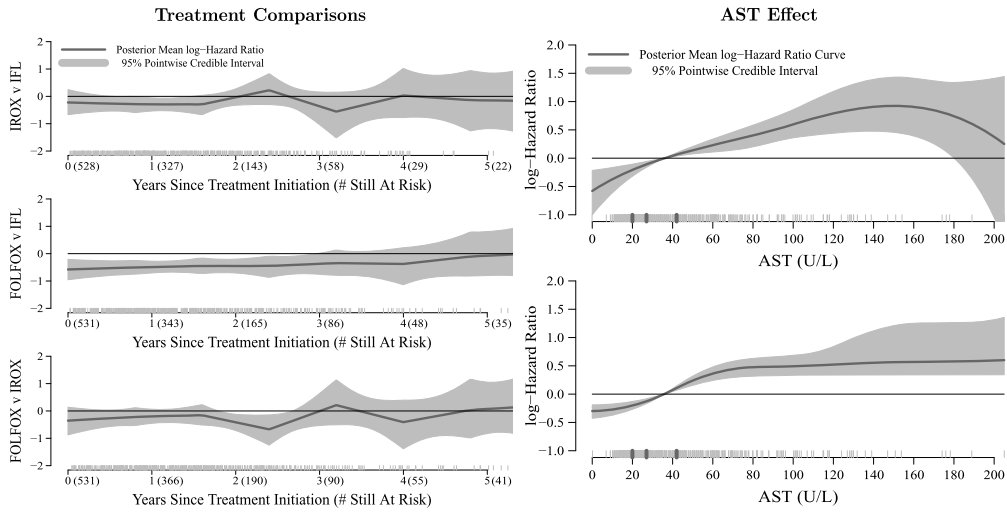 Treatment Comparisons
IROX v IFL
2
1
0
−1
−2
Posterior Mean log−Hazard Ratio
95% Pointwise Credible Interval
0 (528) 1 (327) 2 (143) 3 (58) 4 (29) 5 (22)
Years Since Treatment Initiation (# Still At Risk)
FOLFOX v IFL
2
1
0
−1
−2
0 (531) 1 (343) 2 (165) 3 (86) 4 (48) 5 (35)
Years Since Treatment Initiation (# Still At Risk)
FOLFOX v IROX
2
1
0
−1
−2
0 (531) 1 (366) 2 (190) 3 (90) 4 (55) 5 (41)
Years Since Treatment Initiation (# Still At Risk)
AST Effect
log−Hazard Ratio
2.0
1.5
1.0
0.5
0.0
−0.5
−1.0
Posterior Mean log−Hazard Ratio Curve
95% Pointwise Credible Interval
0 20 40 60 80 100 120 140 160 180 200
AST (U/L)
log−Hazard Ratio
2.0
1.5
1.0
0.5
0.0
−0.5
−1.0
0 20 40 60 80 100 120 140 160 180 200
AST (U/L)